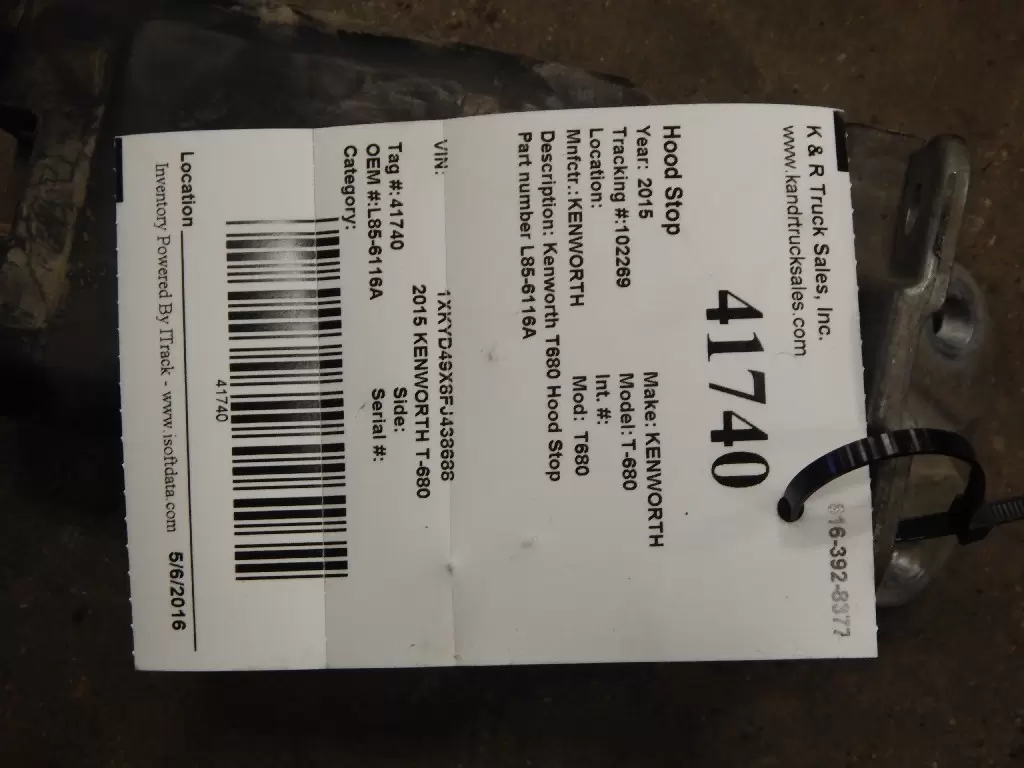 K & R Truck Sales, Inc.
www.kandrtrucksales.com
616-392-8377
41740
Hood Stop
Year: 2015 Make: KENWORTH
Tracking #:102269 Model: T-680
Location: Int. #:
Mnfctr.: KENWORTH Mod: T680
Description: Kenworth T680 Hood Stop
Part number L85-6116A
VIN: 1XKYD49X8FJ438686
2015 KENWORTH T-680
Tag #: 41740 Side:
OEM #:L85-6116A Serial #:
Category:
41740
Location
Inventory Powered By ITrack - www.isoftdata.com 5/6/2016